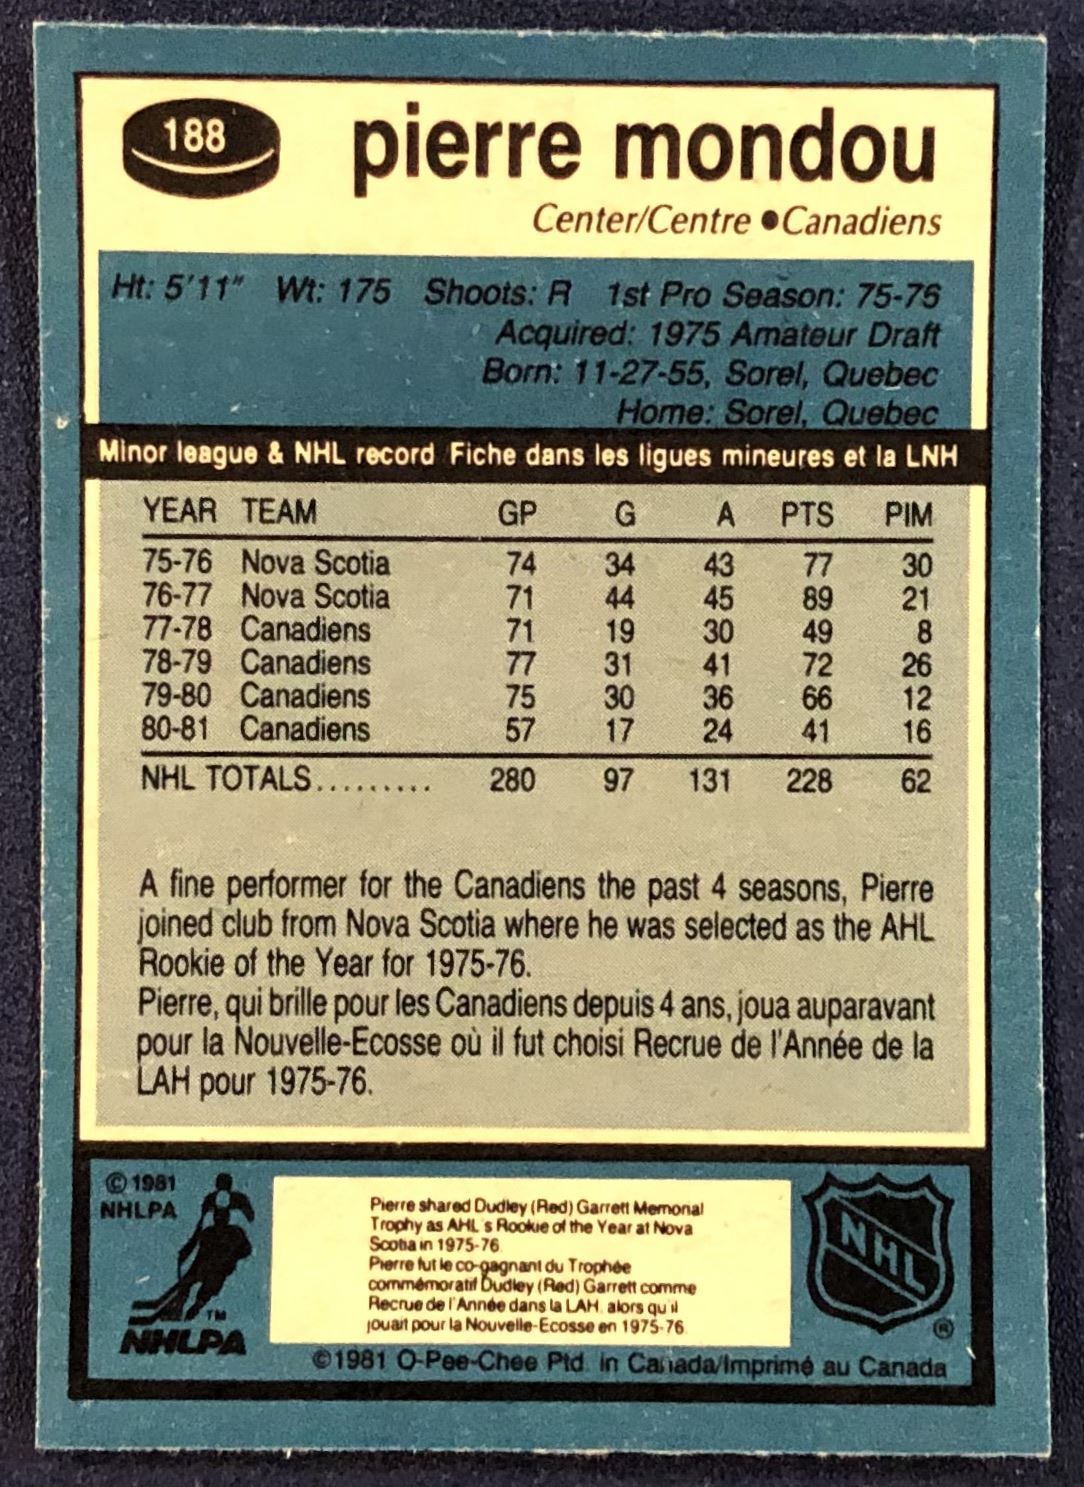 188
pierre mondou
Center/Centre ●Canadiens
Ht: 5'11" Wt: 175 Shoots: R 1st Pro Season: 75-76
Acquired: 1975 Amateur Draft
Born: 11-27-55, Sorel, Quebec
Home: Sorel, Quebec
Minor league & NHL record Fiche dans les ligues mineures et la LNH
YEAR TEAM GP G A PTS PIM
75-76 Nova Scotia 74 34 43 77 30
76-77 Nova Scotia 71 44 45 89 21
77-78 Canadiens 71 19 30 49 8
78-79 Canadiens 77 31 41 72 26
79-80 Canadiens 75 30 36 66 12
80-81 Canadiens 57 17 24 41 16
NHL TOTALS......... 280 97 131 228 62
A fine performer for the Canadiens the past 4 seasons, Pierre
joined club from Nova Scotia where he was selected as the AHL
Rookie of the Year for 1975-76.
Pierre, qui brille pour les Canadiens depuis 4 ans, joua auparavant
pour la Nouvelle-Ecosse où il fut choisi Recrue de l'Année de la
LAH pour 1975-76.
© 1981
NHLPA
TM
NHLPA
Pierre shared Dudley (Red) Garrett Memorial
Trophy as AHL's Rookie of the Year at Nova
Scotia in 1975-76
Pierre fut le co-gagnant du Trophée
commémoratif Dudley (Red) Garrett comme
Recrue de l'Année dans la LAH alors qu'il
jouait pour la Nouvelle-Ecosse en 1975-76
NHL
®
©1981 O-Pee-Chee Ptd. in Canada/Imprimé au Canada